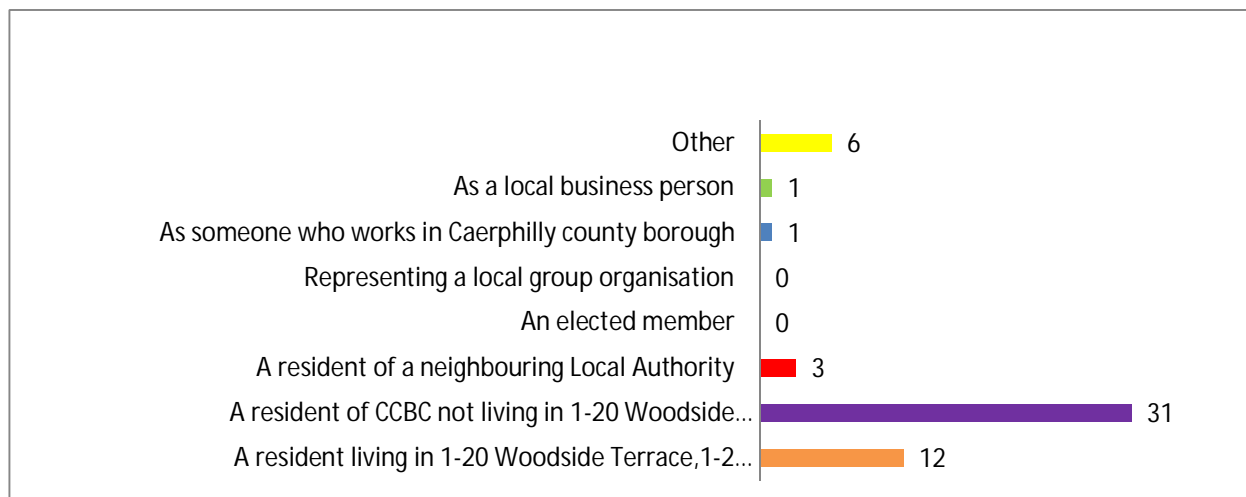 Other 6
As a local business person 1
As someone who works in Caerphilly county borough 1
Representing a local group organisation 0
An elected member 0
A resident of a neighbouring Local Authority 3
A resident of CCBC not living in 1-20 Woodside... 31
A resident living in 1-20 Woodside Terrace,1-2... 12